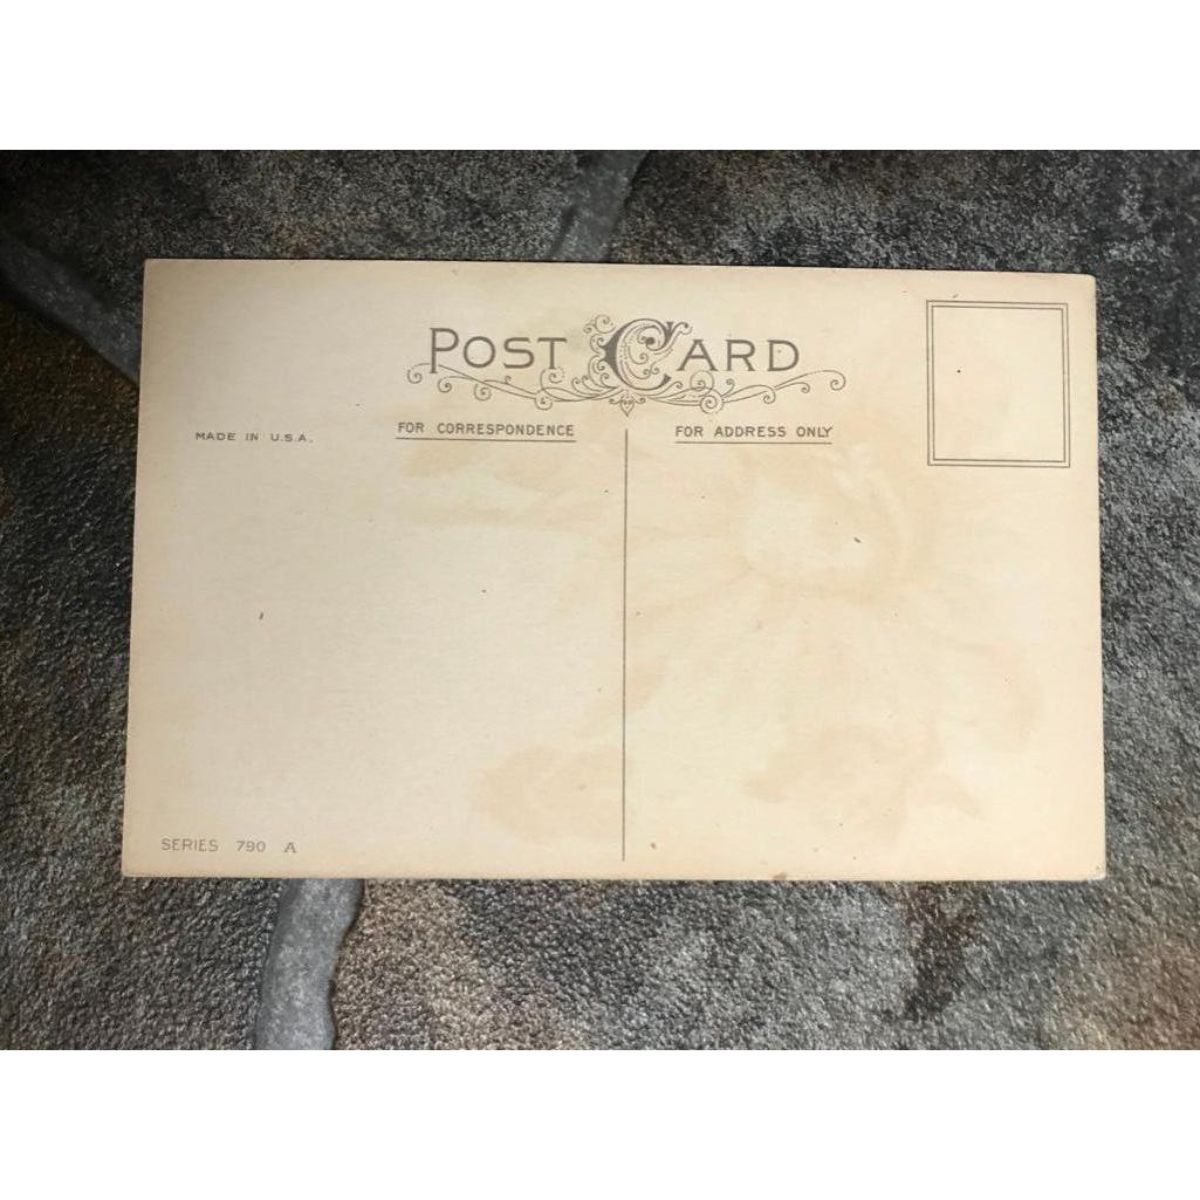 POST CARD
MADE IN U.S.A.
FOR CORRESPONDENCE
FOR ADDRESS ONLY
SERIES 790 A